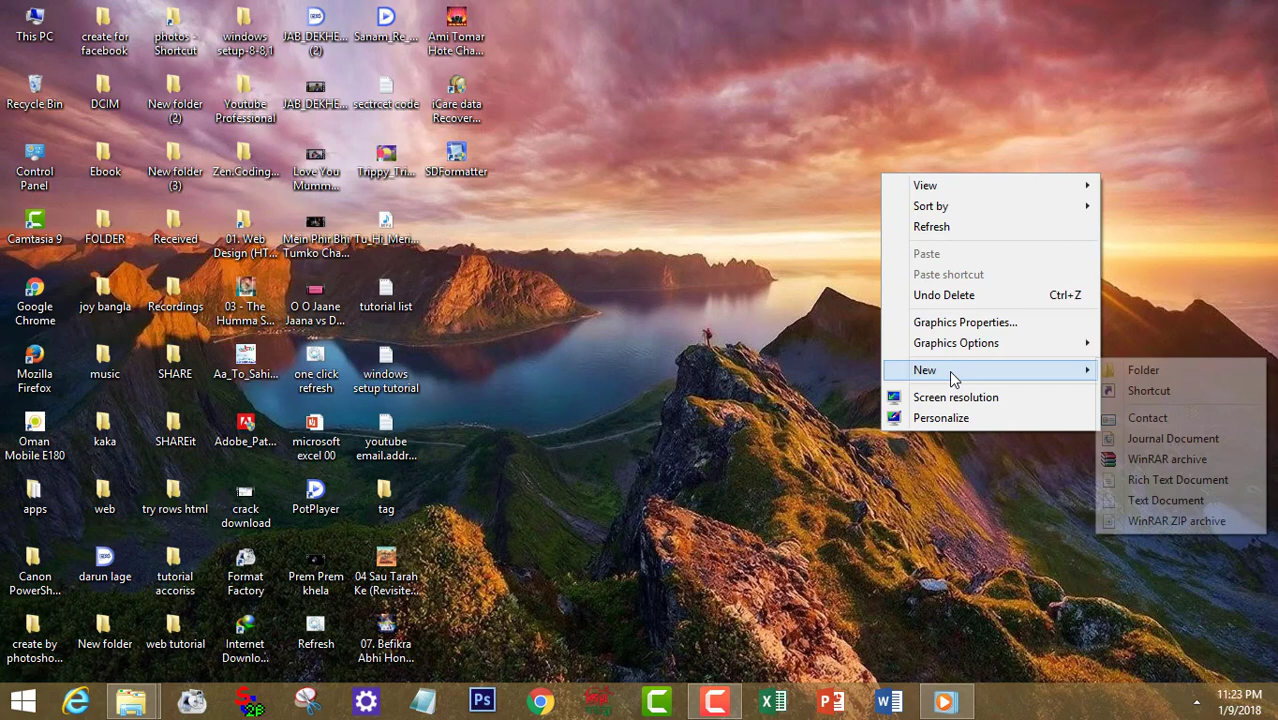 This PC
create for
facebook
photos -
Shortcut
windows
setup-8-8,1
JAB_DEKHE...
(2)
Sanam_Re_...
Ami Tomar
Hote Cha...
Recycle Bin
DCIM
New folder
(2)
Youtube
Professional
JAB_DEKHE...
sectrcet code
iCare data
Recover...
Control
Panel
Ebook
New folder
(3)
Zen.Coding...
Love You
Mumm...
Trippy_Tri...
SDFormatter
Camtasia 9
FOLDER
Received
01. Web
Design (HT...
Mein Phir Bhi
Tumko Cha...
Tu_Hi_Meri...
Google
Chrome
joy bangla
Recordings
03 - The
Humma S...
O O Jaane
Jaana vs D...
tutorial list
Mozilla
Firefox
music
SHARE
Aa_To_Sahi...
one click
refresh
windows
setup tutorial
Oman
Mobile E180
kaka
SHAREit
Adobe_Pat...
microsoft
excel 00
youtube
email.addr...
apps
web
try rows html
crack
download
PotPlayer
tag
Canon
PowerSh...
darun lage
tutorial
accoriss
Format
Factory
Prem Prem
khela
04 Sau Tarah
Ke (Revisite...
create by
photosho...
New folder
web tutorial
Internet
Downlo...
Refresh
07. Befikra
Abhi Hon...
View
Sort by
Refresh
Paste
Paste shortcut
Undo Delete Ctrl+Z
Graphics Properties...
Graphics Options
New
Screen resolution
Personalize
Folder
Shortcut
Contact
Journal Document
WinRAR archive
Rich Text Document
Text Document
WinRAR ZIP archive
Ps
11:23 PM
1/9/2018